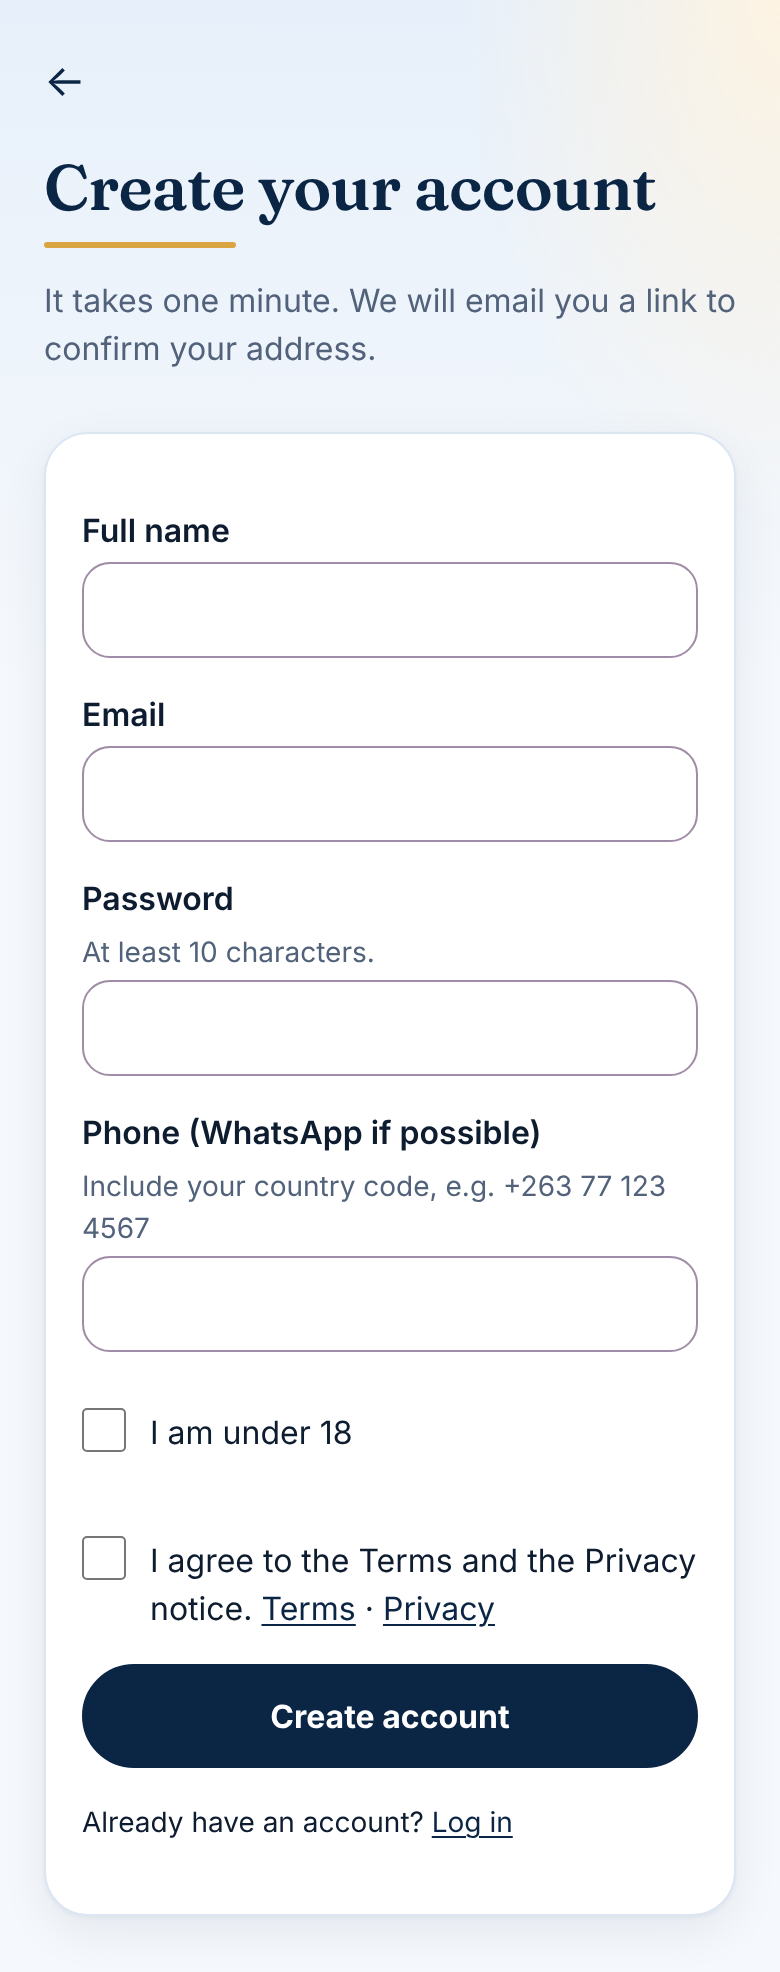 Create your account
It takes one minute. We will email you a link to
confirm your address.
Full name
Email
Password
At least 10 characters.
Phone (WhatsApp if possible)
Include your country code, e.g. +263 77 123
4567
I am under 18
I agree to the Terms and the Privacy
notice. Terms · Privacy
Create account
Already have an account? Log in